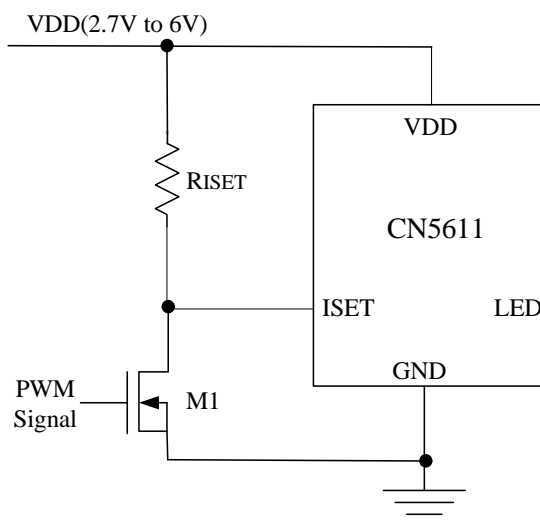 VDD(2.7V to 6V)
VDD
RISET
CN5611
ISET
LED
GND
PWM
Signal
M1